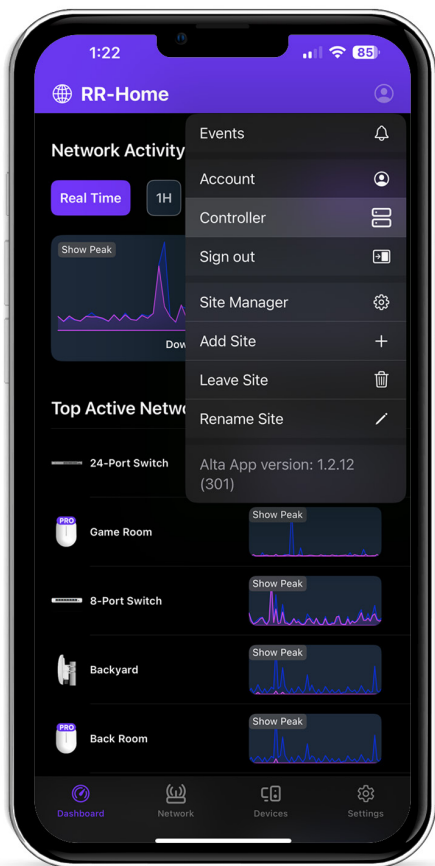 1:22
85
RR-Home
Network Activity
Real Time
1H
Show Peak
Dow
Events
Account
Controller
Sign out
Site Manager
Add Site
Leave Site
Rename Site
Alta App version: 1.2.12
(301)
Top Active Netwo
24-Port Switch
PRO
Game Room
Show Peak
8-Port Switch
Show Peak
Backyard
Show Peak
PRO
Back Room
Show Peak
Dashboard
Network
Devices
Settings